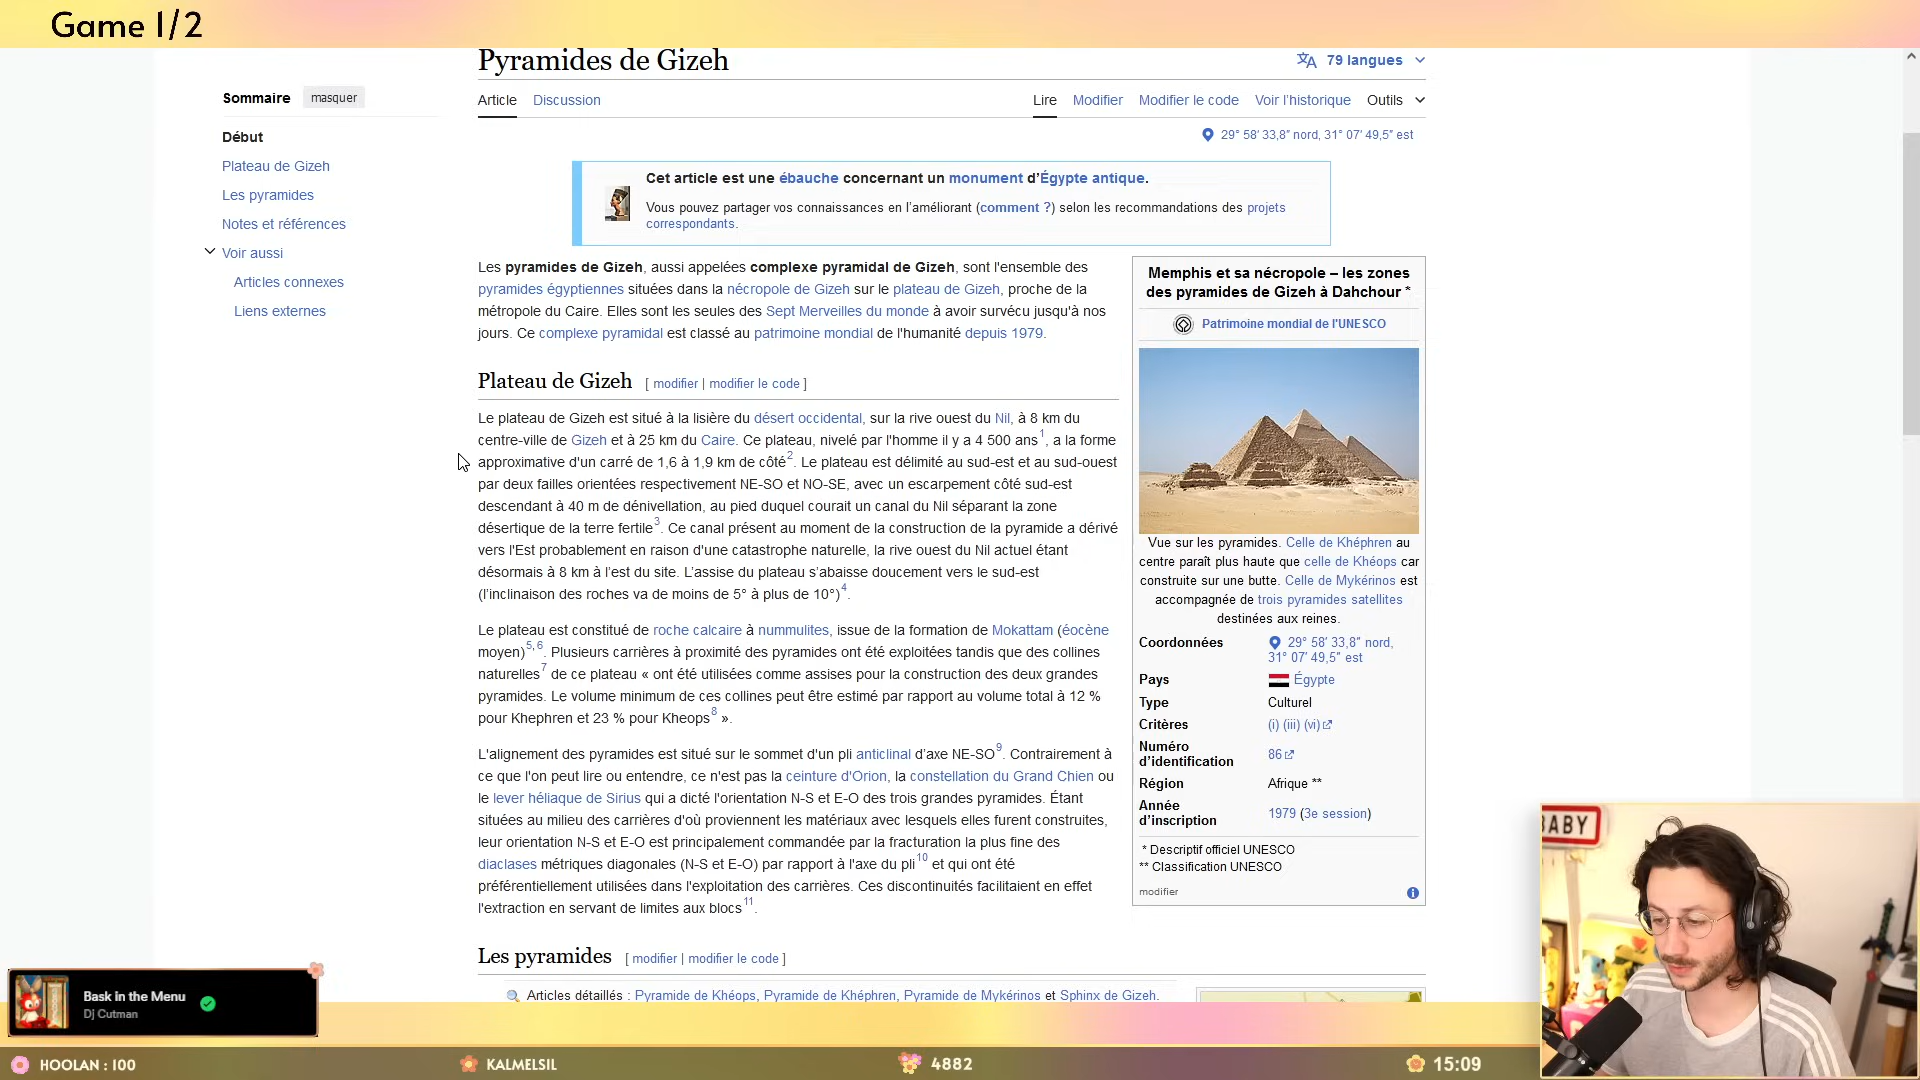 Game 1/2
Pyramides de Gizeh
79 langues
Sommaire masquer
Article Discussion
Lire Modifier Modifier le code Voir l'historique Outils
29° 58′ 33,8″ nord, 31° 07′ 49,5″ est
Début
Plateau de Gizeh
Les pyramides
Notes et références
Voir aussi
Articles connexes
Liens externes
Cet article est une ébauche concernant un monument d'Égypte antique.
Vous pouvez partager vos connaissances en l'améliorant (comment ?) selon les recommandations des projets
correspondants.
Les pyramides de Gizeh, aussi appelées complexe pyramidal de Gizeh, sont l'ensemble des
pyramides égyptiennes situées dans la nécropole de Gizeh sur le plateau de Gizeh, proche de la
métropole du Caire. Elles sont les seules des Sept Merveilles du monde à avoir survécu jusqu'à nos
jours. Ce complexe pyramidal est classé au patrimoine mondial de l'humanité depuis 1979.
Plateau de Gizeh [ modifier | modifier le code ]
Le plateau de Gizeh est situé à la lisière du désert occidental, sur la rive ouest du Nil, à 8 km du
centre-ville de Gizeh et à 25 km du Caire. Ce plateau, nivelé par l'homme il y a 4 500 ans1, a la forme
approximative d'un carré de 1,6 à 1,9 km de côté2. Le plateau est délimité au sud-est et au sud-ouest
par deux failles orientées respectivement NE-SO et NO-SE, avec un escarpement côté sud-est
descendant à 40 m de dénivellation, au pied duquel courait un canal du Nil séparant la zone
désertique de la terre fertile3. Ce canal présent au moment de la construction de la pyramide a dérivé
vers l'Est probablement en raison d'une catastrophe naturelle, la rive ouest du Nil actuel étant
désormais à 8 km à l'est du site. L'assise du plateau s'abaisse doucement vers le sud-est
(l'inclinaison des roches va de moins de 5° à plus de 10°)4.
Le plateau est constitué de roche calcaire à nummulites, issue de la formation de Mokattam (éocène
moyen)5,6. Plusieurs carrières à proximité des pyramides ont été exploitées tandis que des collines
naturelles7 de ce plateau « ont été utilisées comme assises pour la construction des deux grandes
pyramides. Le volume minimum de ces collines peut être estimé par rapport au volume total à 12 %
pour Khephren et 23 % pour Kheops8 ».
L'alignement des pyramides est situé sur le sommet d'un pli anticlinal d'axe NE-SO9. Contrairement à
ce que l'on peut lire ou entendre, ce n'est pas la ceinture d'Orion, la constellation du Grand Chien ou
le lever héliaque de Sirius qui a dicté l'orientation N-S et E-O des trois grandes pyramides. Étant
situées au milieu des carrières d'où proviennent les matériaux avec lesquels elles furent construites,
leur orientation N-S et E-O est principalement commandée par la fracturation la plus fine des
diaclases métriques diagonales (N-S et E-O) par rapport à l'axe du pli10 et qui ont été
préférentiellement utilisées dans l'exploitation des carrières. Ces discontinuités facilitaient en effet
l'extraction en servant de limites aux blocs11.
Les pyramides [ modifier | modifier le code ]
Articles détaillés : Pyramide de Khéops, Pyramide de Khéphren, Pyramide de Mykérinos et Sphinx de Gizeh.
Memphis et sa nécropole – les zones
des pyramides de Gizeh à Dahchour *
Patrimoine mondial de l'UNESCO
Vue sur les pyramides. Celle de Khéphren au
centre paraît plus haute que celle de Khéops car
construite sur une butte. Celle de Mykérinos est
accompagnée de trois pyramides satellites
destinées aux reines.
Coordonnées 29° 58′ 33,8″ nord,
31° 07′ 49,5″ est
Pays Égypte
Type Culturel
Critères (i) (iii) (vi)
Numéro
d'identification 86
Région Afrique **
Année
d'inscription 1979 (3e session)
* Descriptif officiel UNESCO
** Classification UNESCO
modifier
BABY
Bask in the Menu
Dj Cutman
HOOLAN : 100
KALMELSIL
4882
15:09